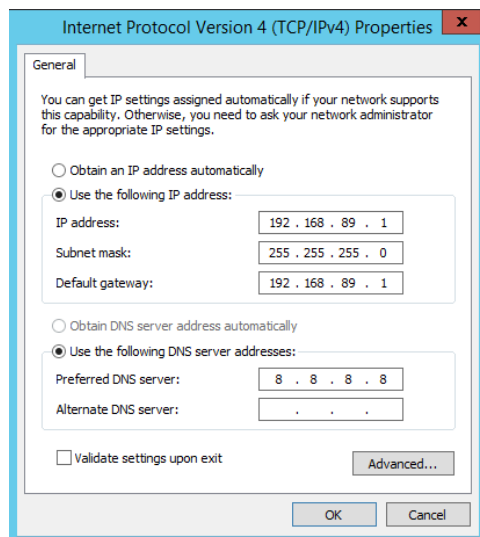 Internet Protocol Version 4 (TCP/IPv4) Properties
x
General
You can get IP settings assigned automatically if your network supports
this capability. Otherwise, you need to ask your network administrator
for the appropriate IP settings.
Obtain an IP address automatically
Use the following IP address:
IP address: 192 . 168 . 89 . 1
Subnet mask: 255 . 255 . 255 . 0
Default gateway: 192 . 168 . 89 . 1
Obtain DNS server address automatically
Use the following DNS server addresses:
Preferred DNS server: 8 . 8 . 8 . 8
Alternate DNS server: . . .
Validate settings upon exit
Advanced...
OK Cancel